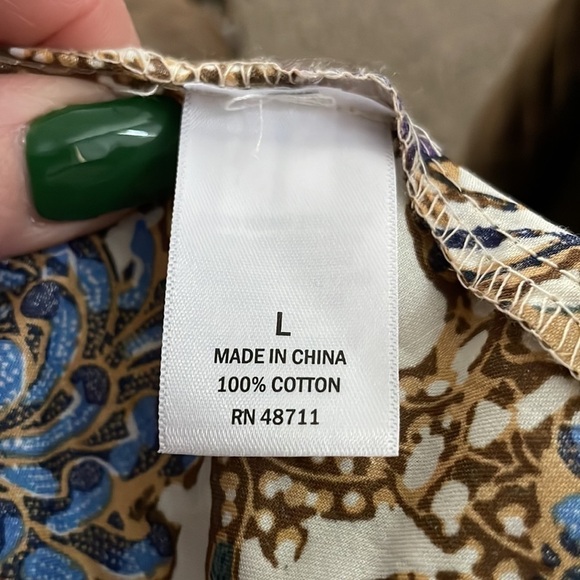 L
MADE IN CHINA
100% COTTON
RN 48711